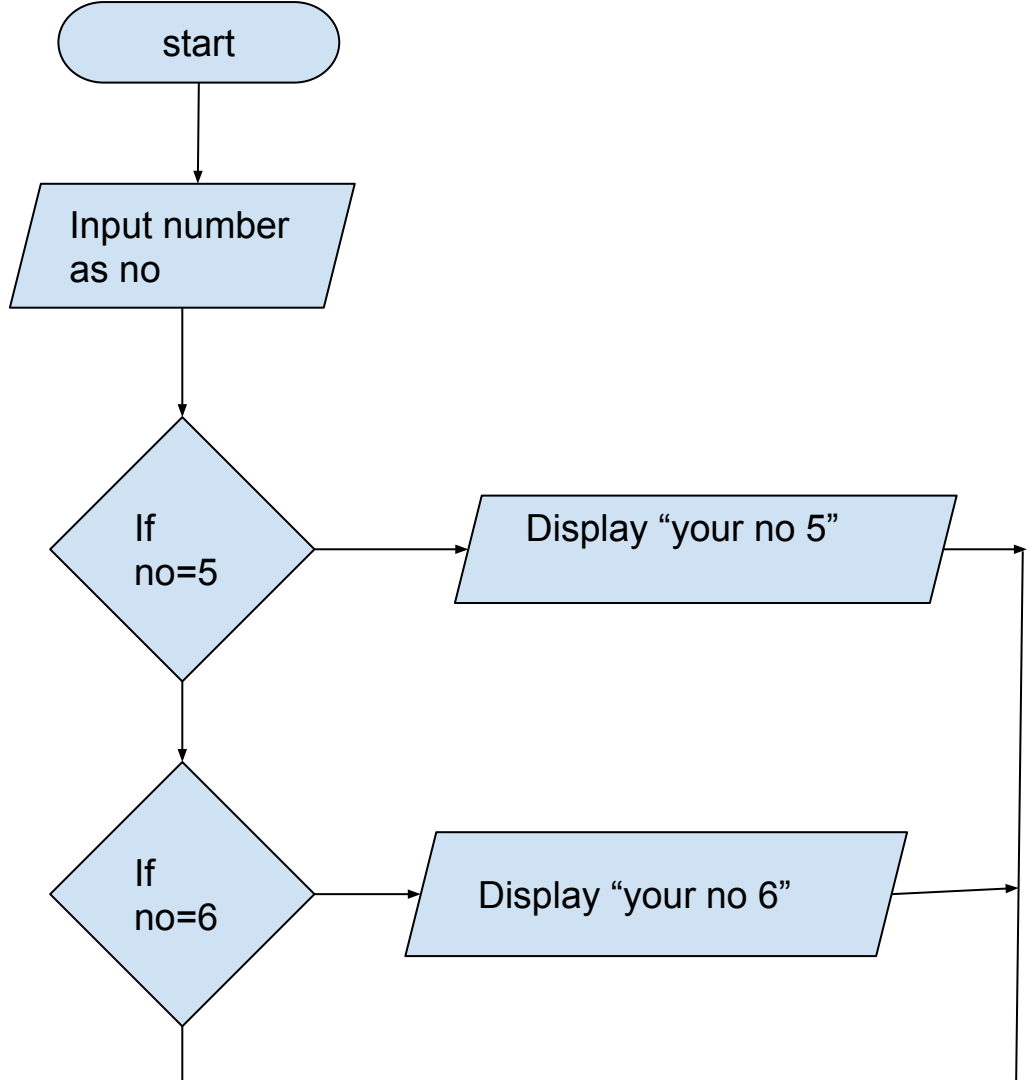 start
Input number
as no
If
no=5
Display “your no 5”
If
no=6
Display “your no 6”